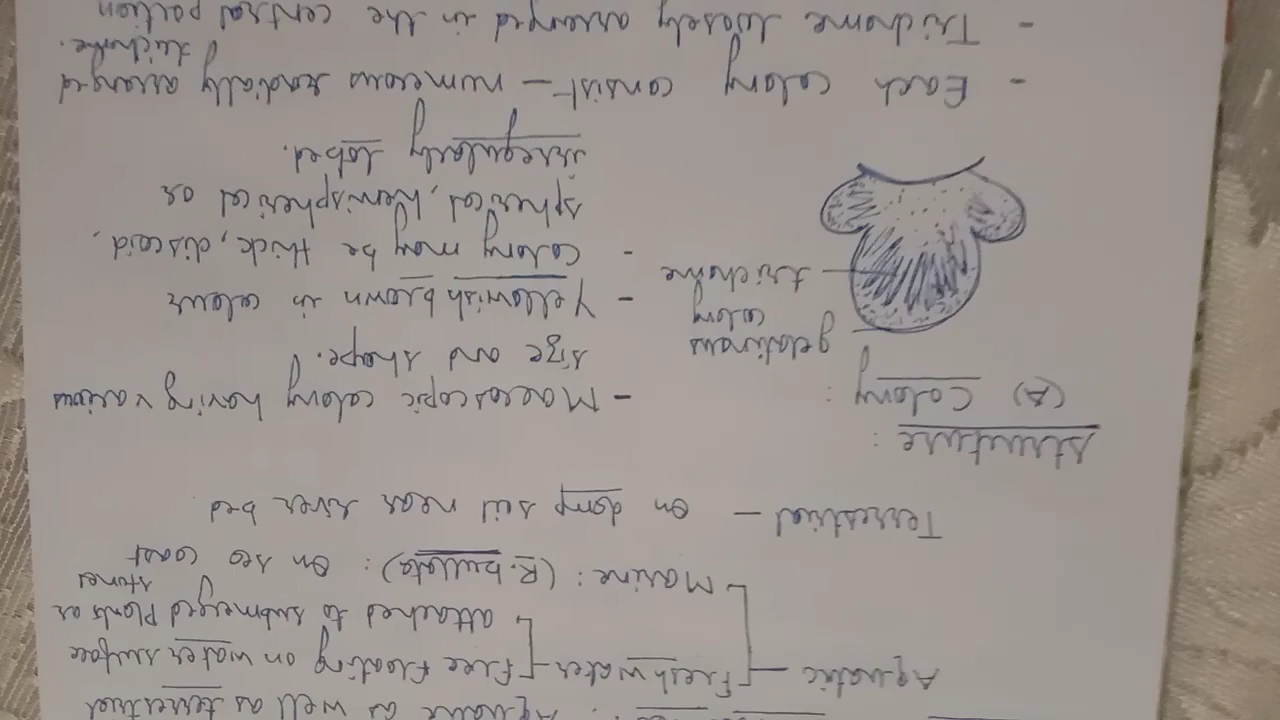 : Aquatic as well as terrestrial
Aquatic — Fresh water — Free floating on water surface
attached to submerged plants or stones
Marine : (R. bullata) : on sea coast
Terrestrial — on damp soil near river bed
Structure :
(A) Colony :
gelatinous colony
trichome
- Macroscopic colony having various
size and shape.
- Yellowish brown in colour
- Colony may be thick, discoid,
spherical, hemispherical or
irregularly lobed.
- Each colony consist — numerous radially arranged
trichome.
- Trichome loosely arranged in the central portion